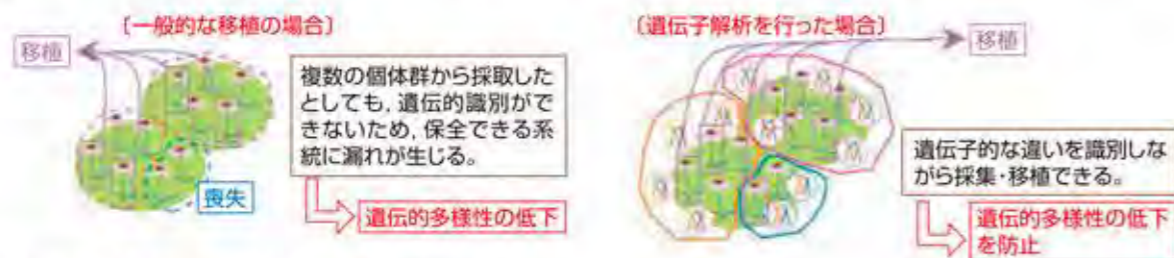 〔一般的な移植の場合〕
移植
複数の個体群から採取した
としても，遺伝的識別がで
きないため，保全できる系
統に漏れが生じる。
喪失
遺伝的多様性の低下
〔遺伝子解析を行った場合〕
移植
遺伝子的な違いを識別しな
がら採集・移植できる。
遺伝的多様性の低下
を防止